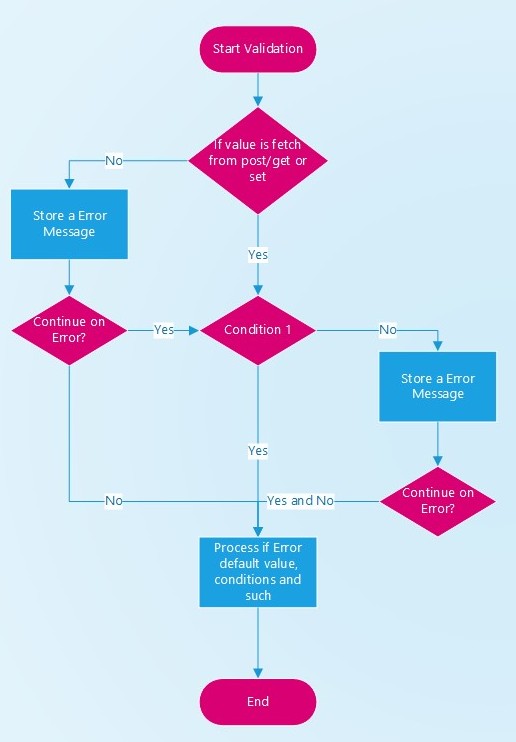 Start Validation
If value is fetch
from post/get or
set
No
Store a Error
Message
Yes
Continue on
Error?
Yes
Condition 1
No
Store a Error
Message
Yes
No
Yes and No
Continue on
Error?
Process if Error
default value,
conditions and
such
End